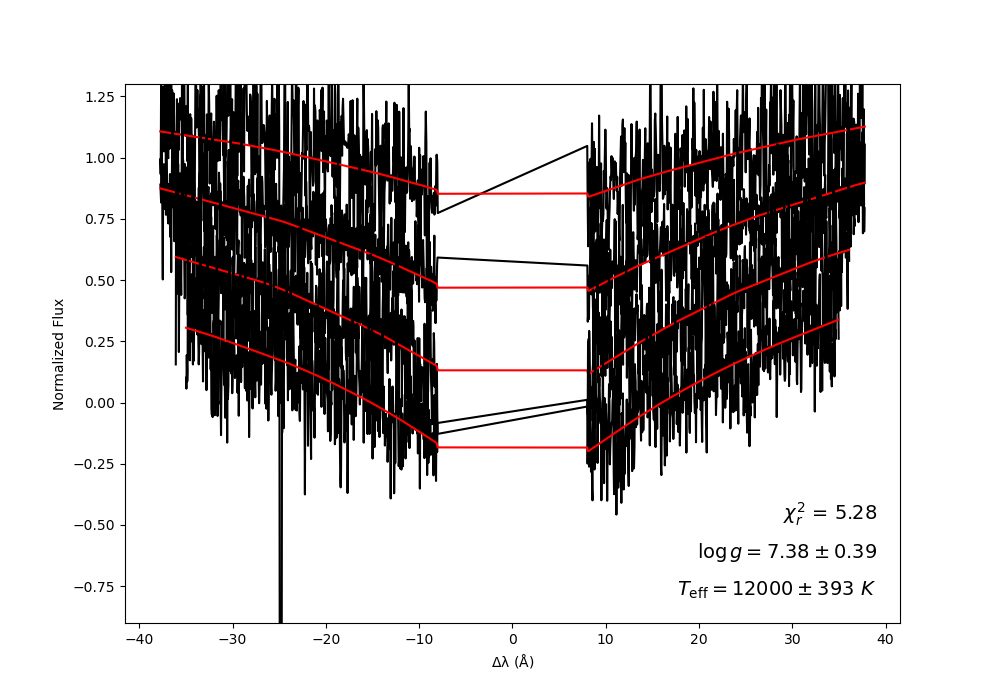 1.25
1.00
0.75
0.50
0.25
0.00
−0.25
−0.50
−0.75
Normalized Flux
χ²ᵣ = 5.28
log g = 7.38 ± 0.39
T_eff = 12000 ± 393 K
−40 −30 −20 −10 0 10 20 30 40
Δλ (Å)